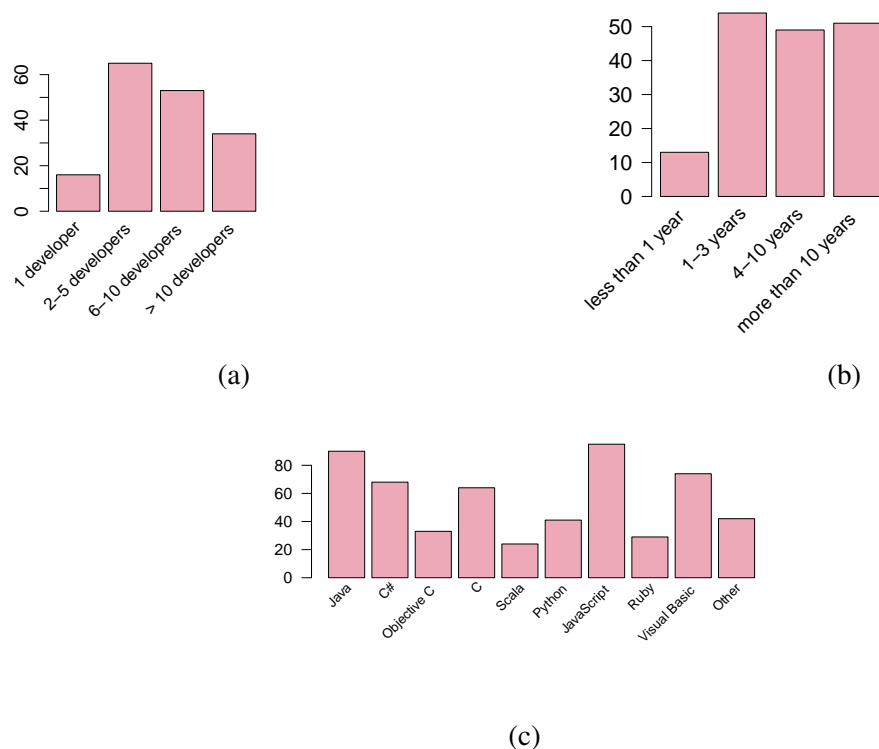 0
20
40
60
1 developer
2–5 developers
6–10 developers
> 10 developers
(a)
0
10
20
30
40
50
less than 1 year
1–3 years
4–10 years
more than 10 years
(b)
0
20
40
60
80
Java
C#
Objective C
C
Scala
Python
JavaScript
Ruby
Visual Basic
Other
(c)